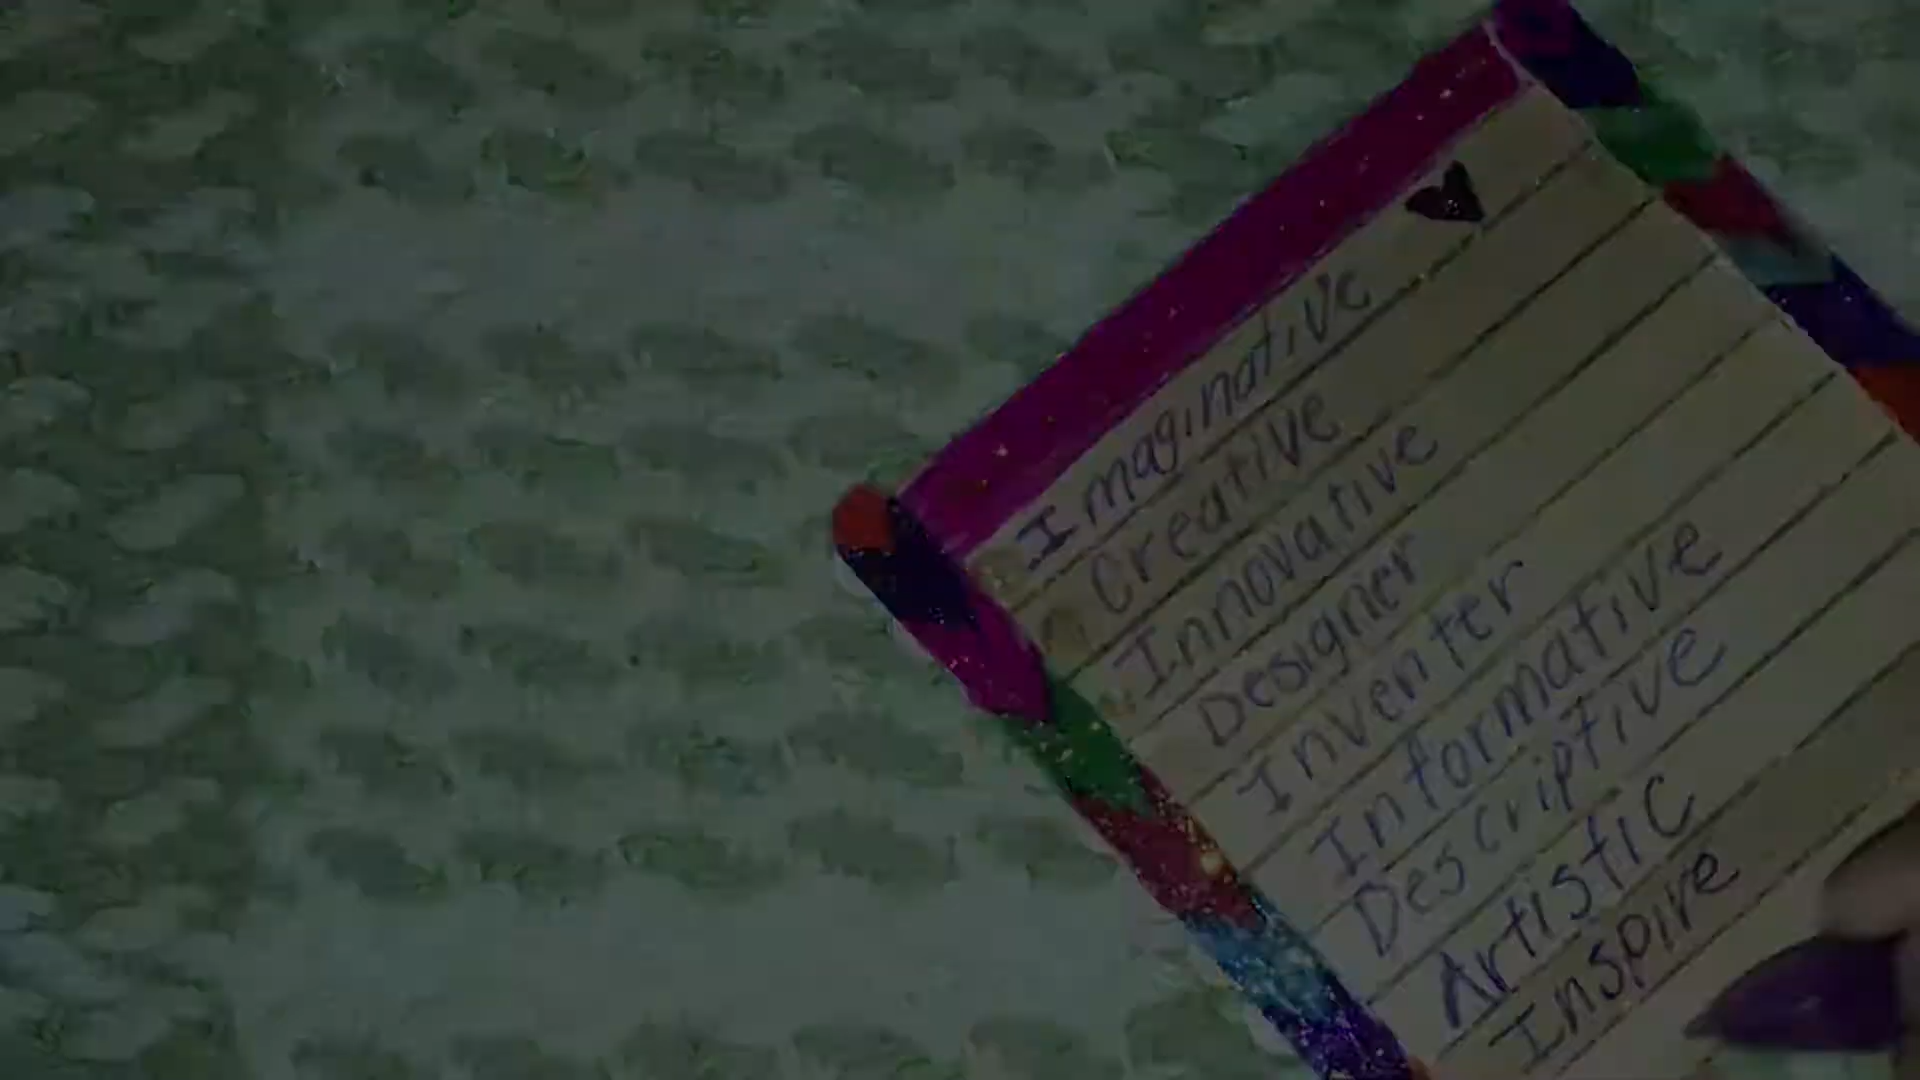 Imaginative
Creative
Innovative
Designer
Inventer
Informative
Descriptive
Artistic
Inspire